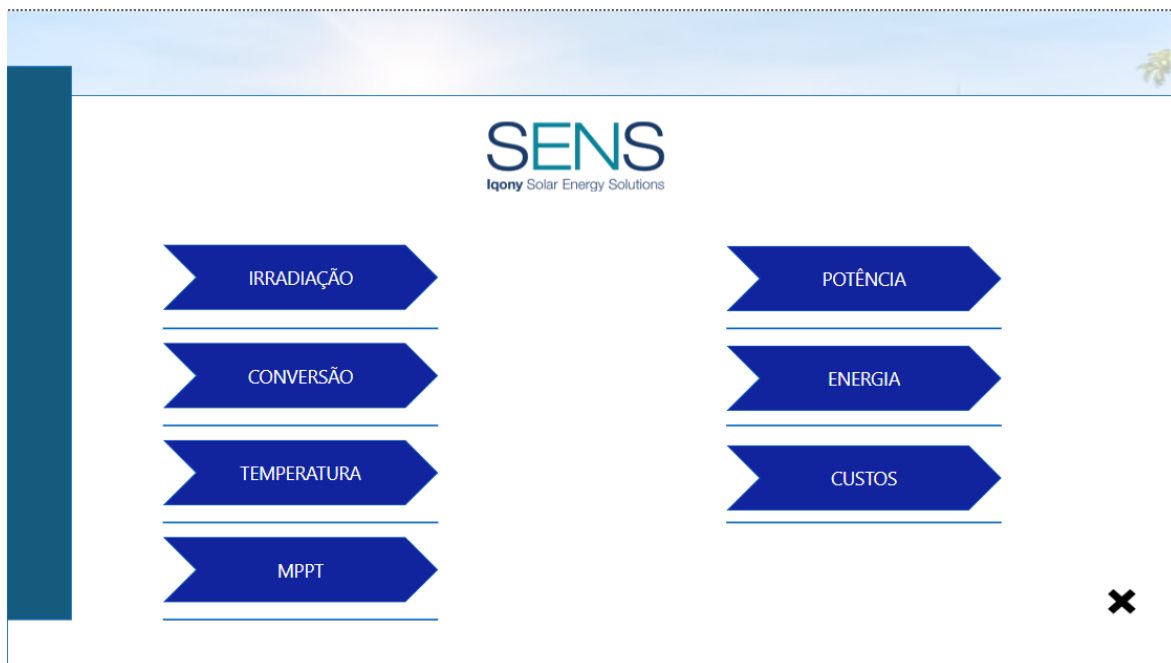 SENS
Iqony Solar Energy Solutions
IRRADIAÇÃO
CONVERSÃO
TEMPERATURA
MPPT
POTÊNCIA
ENERGIA
CUSTOS